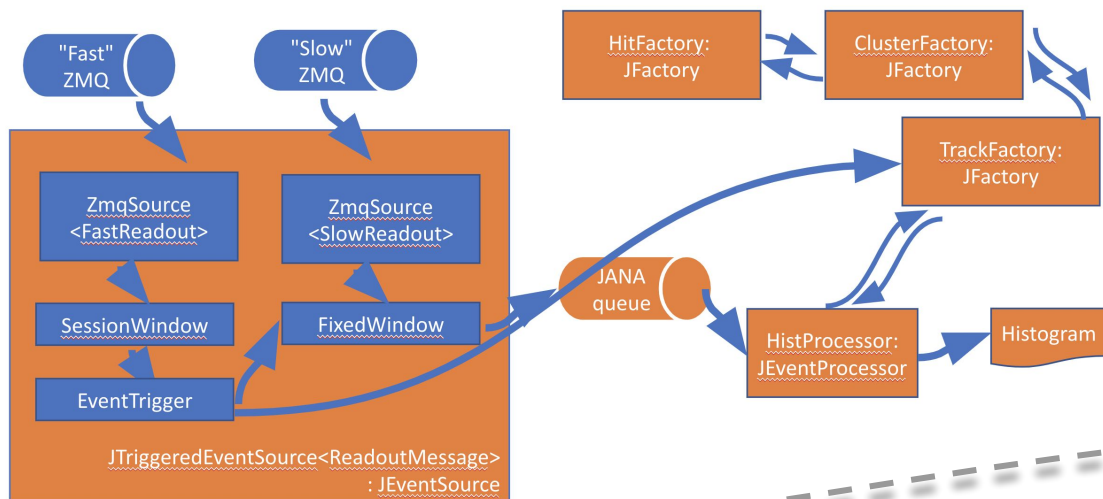 "Fast"
ZMQ
"Slow"
ZMQ
HitFactory:
JFactory
ClusterFactory:
JFactory
TrackFactory:
JFactory
ZmqSource
<FastReadout>
ZmqSource
<SlowReadout>
SessionWindow
FixedWindow
EventTrigger
JTriggeredEventSource<ReadoutMessage>
: JEventSource
JANA
queue
HistProcessor:
JEventProcessor
Histogram